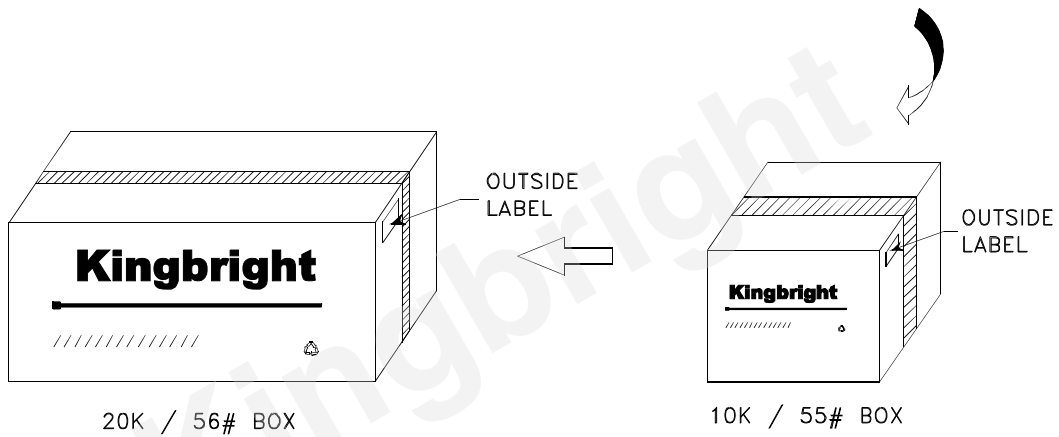 OUTSIDE
LABEL
Kingbright
20K / 56# BOX
OUTSIDE
LABEL
Kingbright
10K / 55# BOX
Kingbright